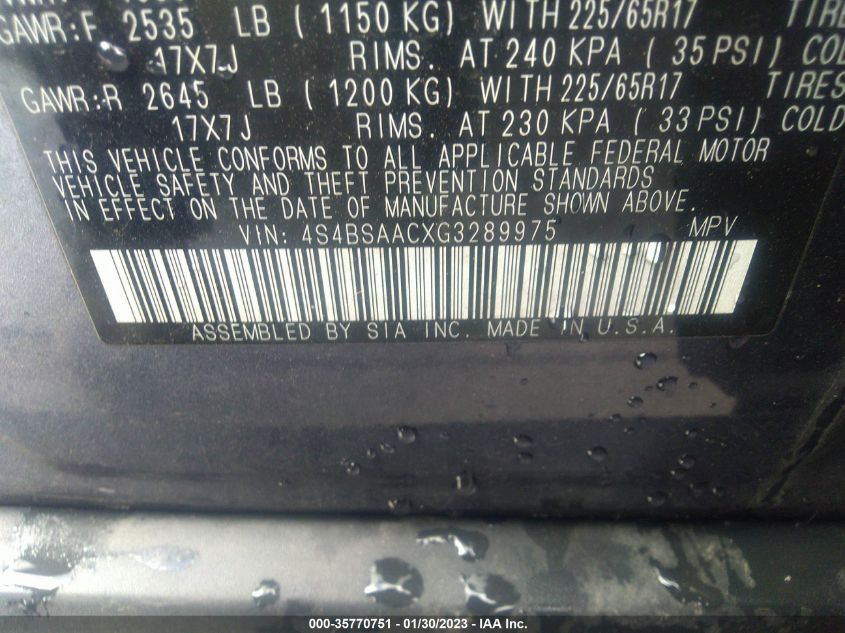 GAWR:F 2535 LB ( 1150 KG) WITH 225/65R17 TIRE
17X7J RIMS. AT 240 KPA ( 35 PSI) COL
GAWR:R 2645 LB ( 1200 KG) WITH 225/65R17 TIRES
17X7J RIMS. AT 230 KPA ( 33 PSI) COLD
THIS VEHICLE CONFORMS TO ALL APPLICABLE FEDERAL MOTOR
VEHICLE SAFETY AND THEFT PREVENTION STANDARDS
IN EFFECT ON THE DATE OF MANUFACTURE SHOWN ABOVE.
VIN: 4S4BSAACXG3289975 MPV
ASSEMBLED BY SIA INC. MADE IN U.S.A.
000-35770751 — 01/30/2023 — IAA Inc.